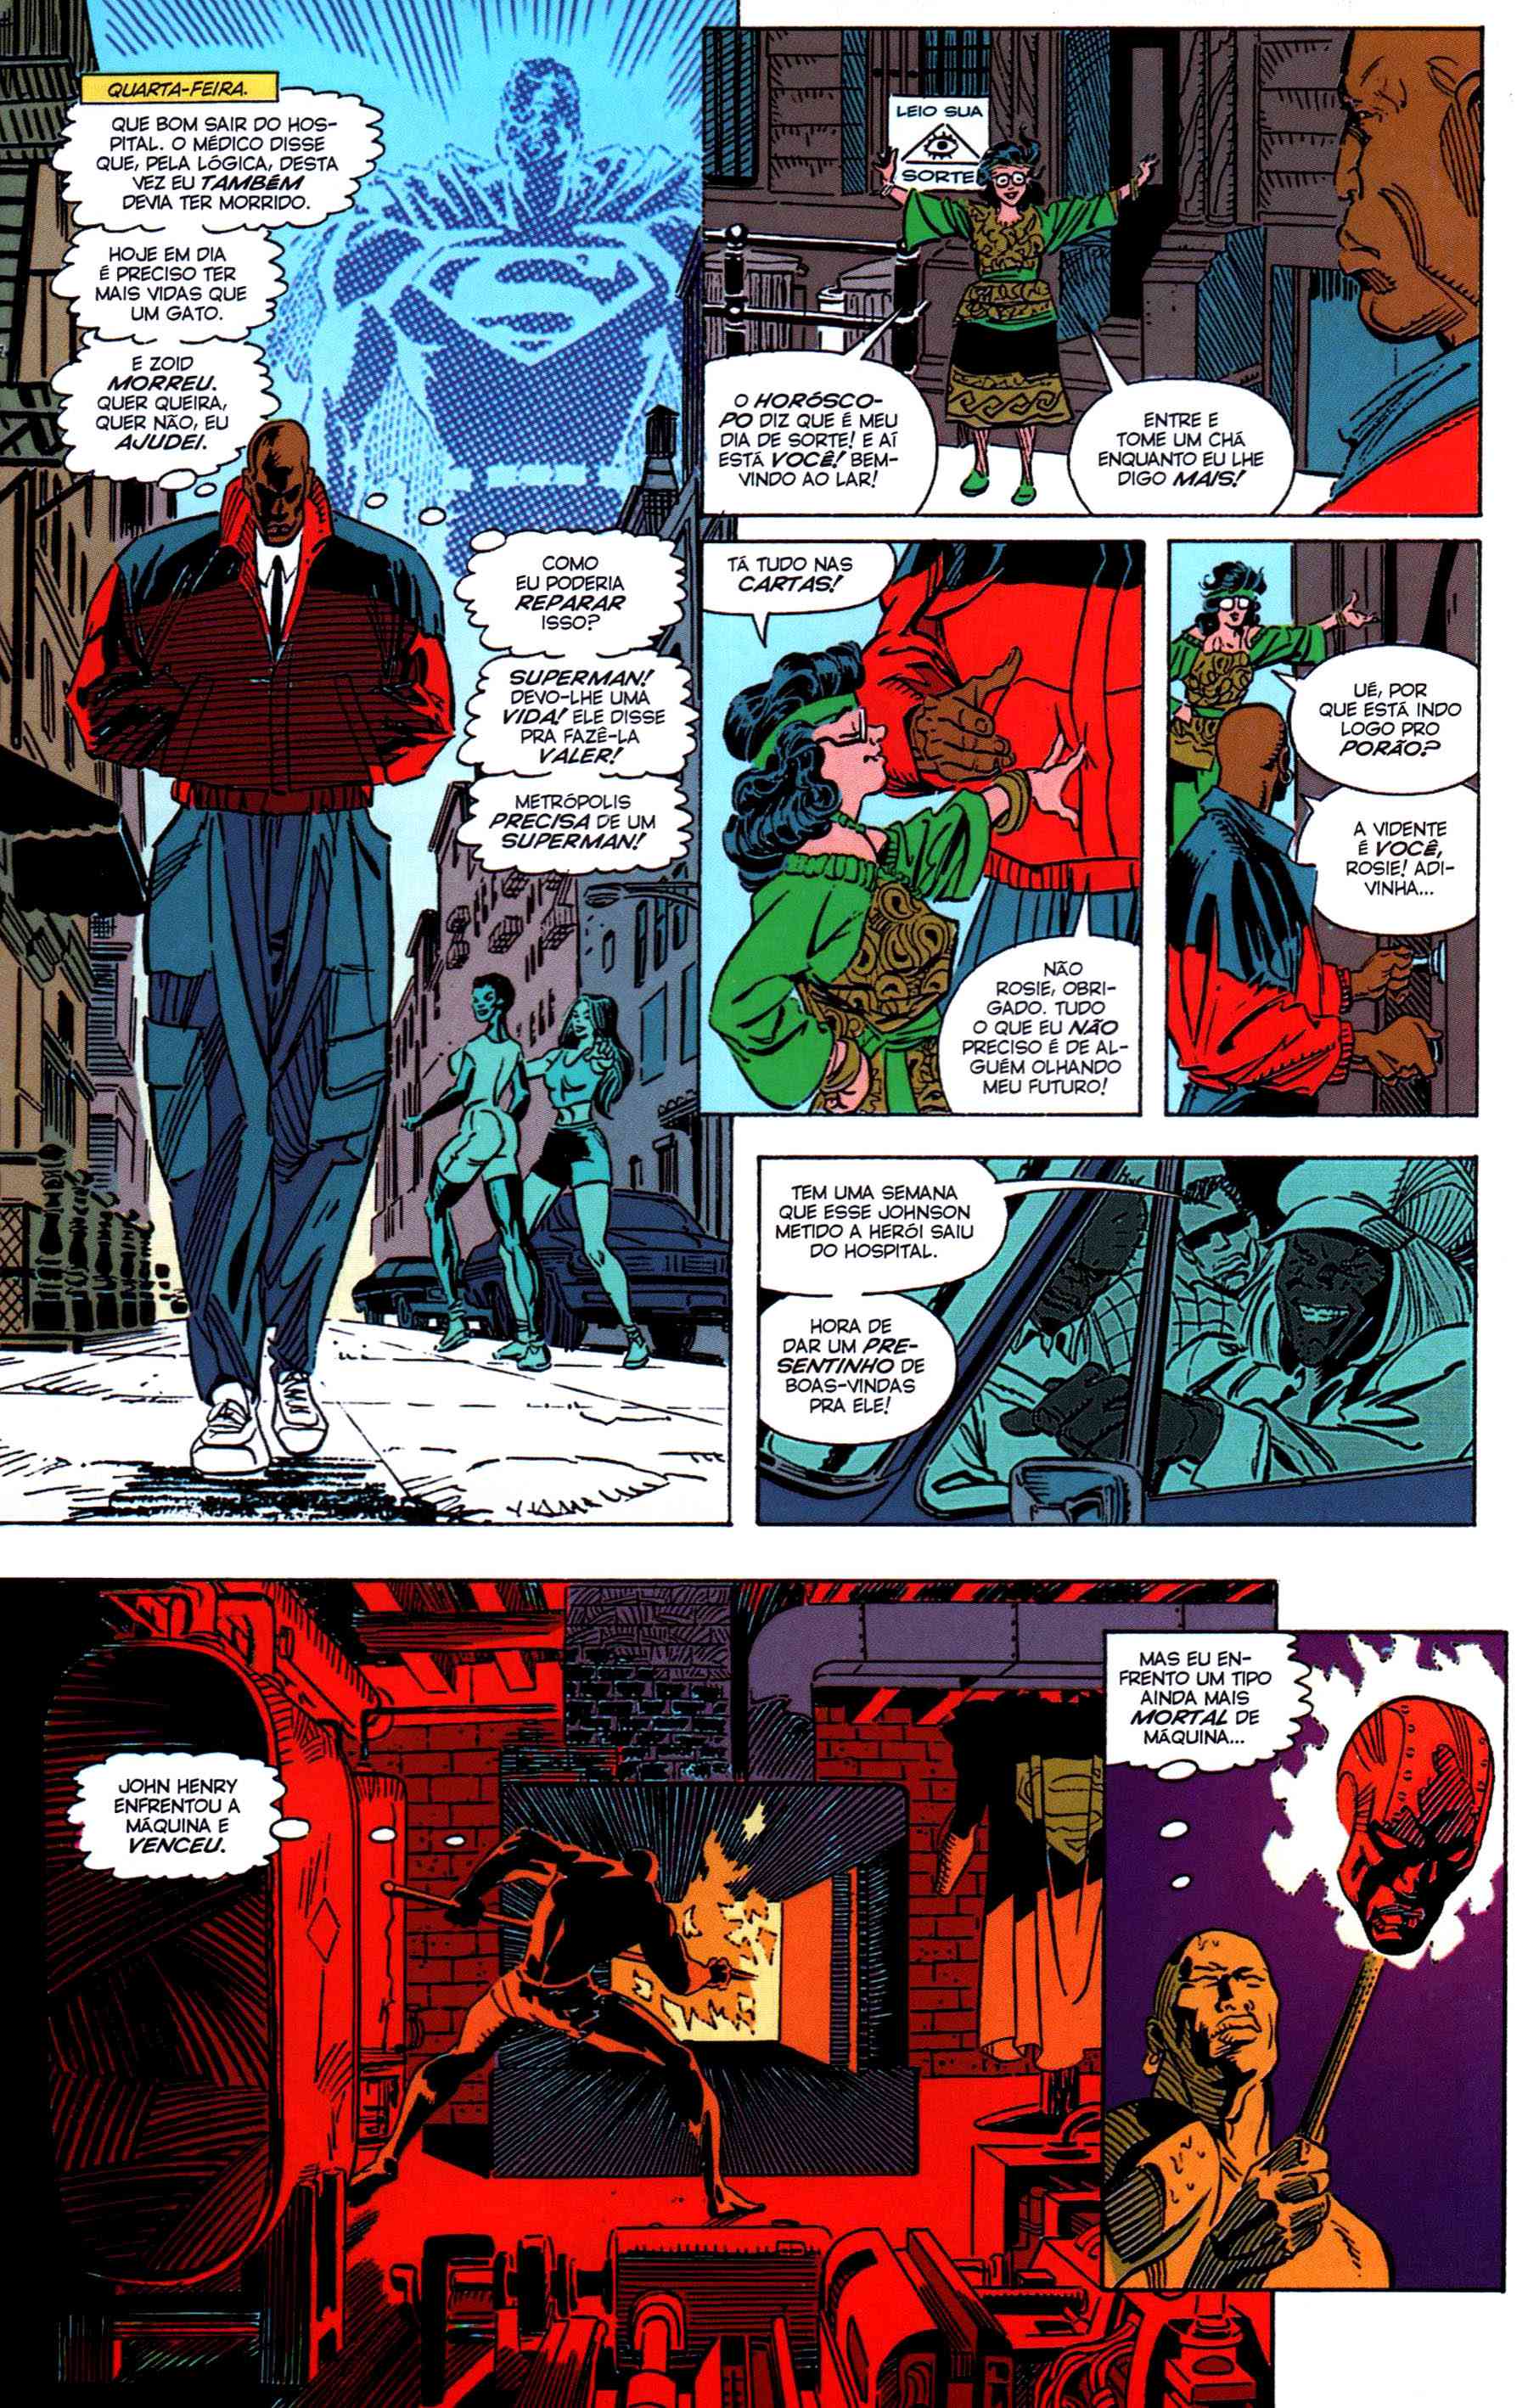 QUARTA-FEIRA.
QUE BOM SAIR DO HOS-
PITAL. O MÉDICO DISSE
QUE, PELA LÓGICA, DESTA
VEZ EU TAMBÉM
DEVIA TER MORRIDO.
HOJE EM DIA
É PRECISO TER
MAIS VIDAS QUE
UM GATO.
E ZOID
MORREU.
QUER QUEIRA,
QUER NÃO, EU
AJUDEI.
COMO
EU PODERIA
REPARAR
ISSO?
SUPERMAN!
DEVO-LHE UMA
VIDA! ELE DISSE
PRA FAZÊ-LA
VALER!
METRÓPOLIS
PRECISA DE UM
SUPERMAN!
LEIO SUA
SORTE
O HORÓSCO-
PO DIZ QUE É MEU
DIA DE SORTE! E AÍ
ESTÁ VOCÊ! BEM-
VINDO AO LAR!
ENTRE E
TOME UM CHÁ
ENQUANTO EU LHE
DIGO MAIS!
TÁ TUDO NAS
CARTAS!
NÃO
ROSIE, OBRI-
GADO. TUDO
O QUE EU NÃO
PRECISO É DE AL-
GUÉM OLHANDO
MEU FUTURO!
UÉ, POR
QUE ESTÁ INDO
LOGO PRO
PORÃO?
A VIDENTE
É VOCÊ,
ROSIE! ADI-
VINHA...
TEM UMA SEMANA
QUE ESSE JOHNSON
METIDO A HERÓI SAIU
DO HOSPITAL.
HORA DE
DAR UM PRE-
SENTINHO DE
BOAS-VINDAS
PRA ELE!
JOHN HENRY
ENFRENTOU A
MÁQUINA E
VENCEU.
MAS EU EN-
FRENTO UM TIPO
AINDA MAIS
MORTAL DE
MÁQUINA...